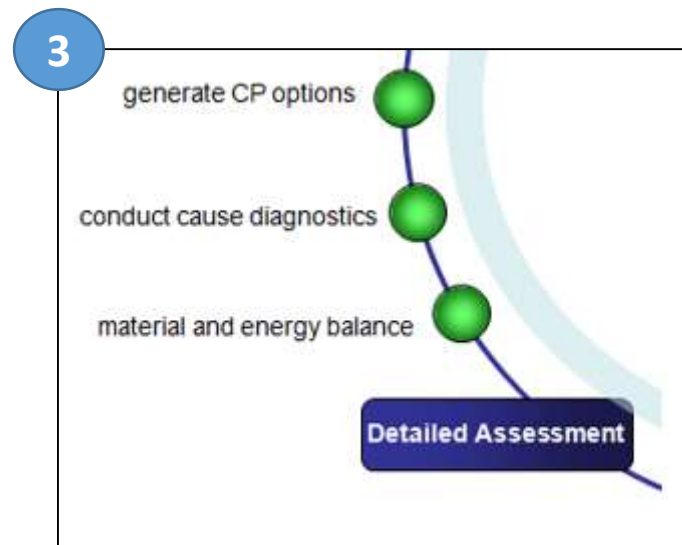 3
generate CP options
conduct cause diagnostics
material and energy balance
Detailed Assessment